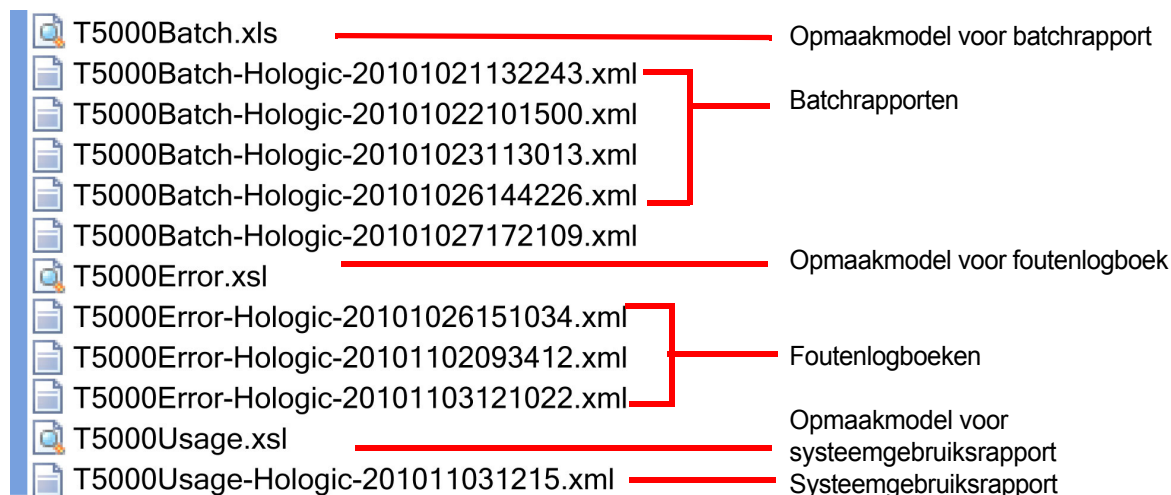 T5000Batch.xls
Opmaakmodel voor batchrapport
T5000Batch-Hologic-20101021132243.xml
T5000Batch-Hologic-20101022101500.xml
Batchrapporten
T5000Batch-Hologic-20101023113013.xml
T5000Batch-Hologic-20101026144226.xml
T5000Batch-Hologic-20101027172109.xml
T5000Error.xsl
Opmaakmodel voor foutenlogboek
T5000Error-Hologic-20101026151034.xml
T5000Error-Hologic-20101102093412.xml
Foutenlogboeken
T5000Error-Hologic-20101103121022.xml
T5000Usage.xsl
Opmaakmodel voor
systeemgebruiksrapport
T5000Usage-Hologic-201011031215.xml
Systeemgebruiksrapport